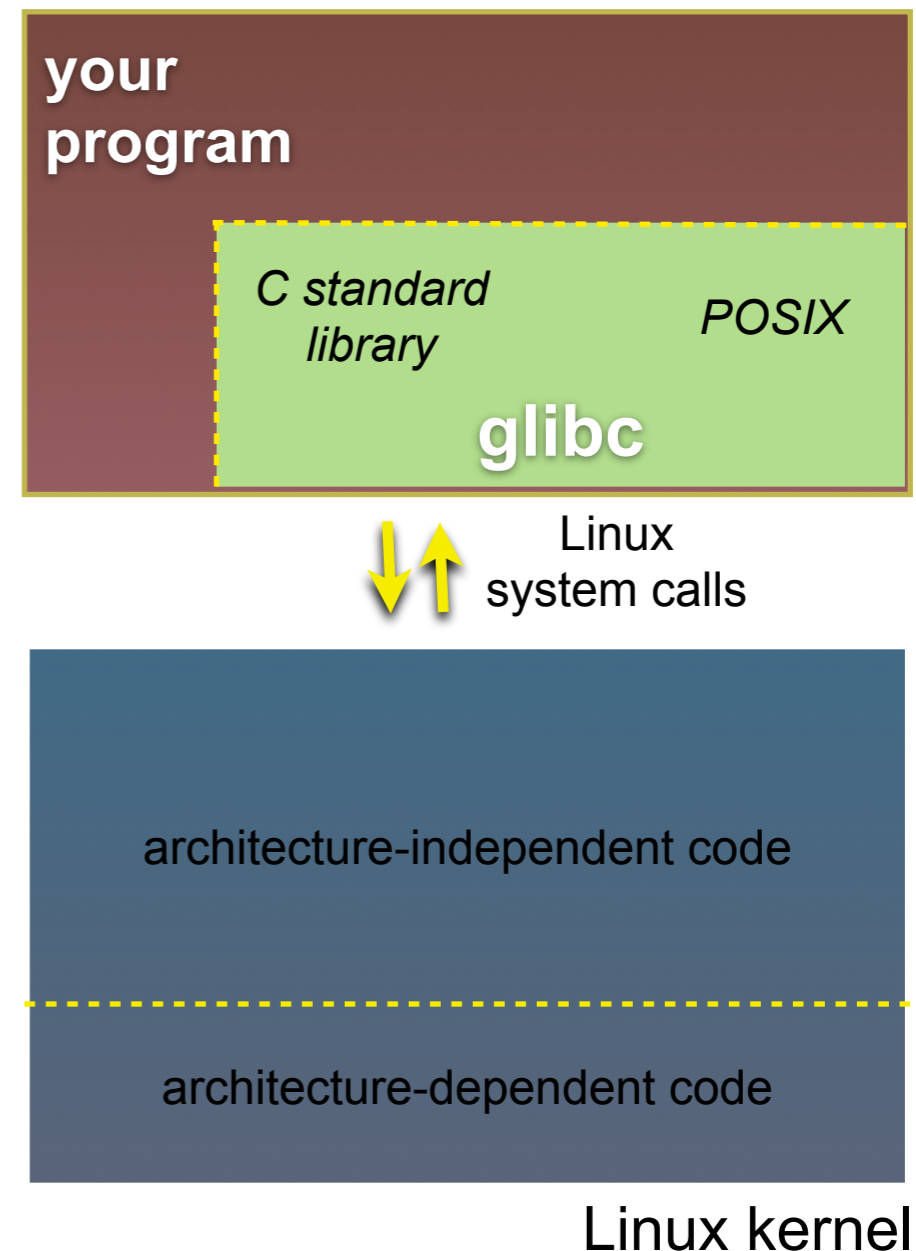 your
program
C standard
library
POSIX
glibc
Linux
system calls
architecture-independent code
architecture-dependent code
Linux kernel